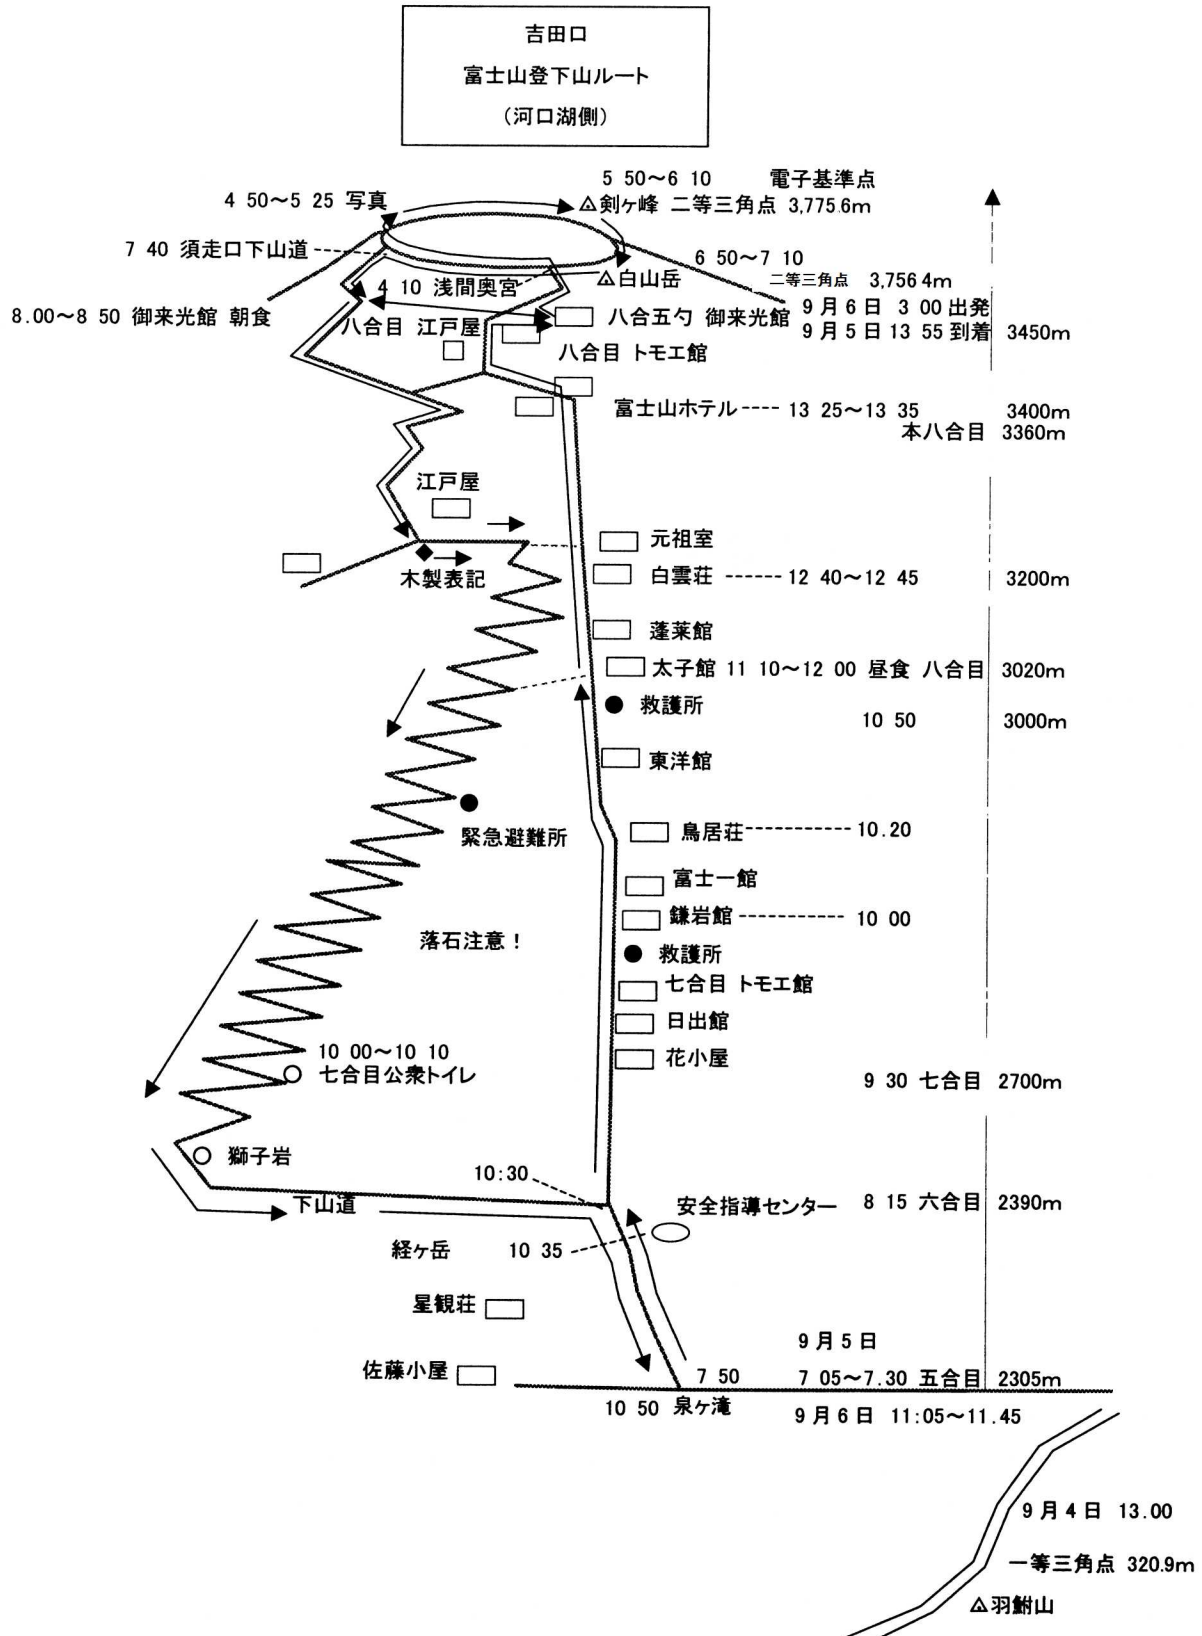 吉田口
富士山登下山ルート
（河口湖側）
5 50～6 10 電子基準点
4 50～5 25 写真
剣ヶ峰 二等三角点 3,775.6m
7 40 須走口下山道
6 50～7 10
白山岳
二等三角点 3,756 4m
4 10 浅間奥宮
8.00～8 50 御来光館 朝食
八合五勺 御来光館
9月6日 3 00 出発
9月5日 13 55 到着 3450m
八合目 江戸屋
八合目 トモエ館
富士山ホテル 13 25～13 35 3400m
本八合目 3360m
江戸屋
元祖室
木製表記
白雲荘 12 40～12 45 3200m
蓬莱館
太子館 11 10～12 00 昼食 八合目 3020m
救護所
10 50 3000m
東洋館
緊急避難所
鳥居荘 10.20
富士一館
鎌岩館 10 00
落石注意！
救護所
七合目 トモエ館
日出館
花小屋
10 00～10 10
七合目公衆トイレ
9 30 七合目 2700m
獅子岩
10:30
下山道
安全指導センター 8 15 六合目 2390m
経ヶ岳 10 35
星観荘
9月5日
佐藤小屋
7 50 7 05～7.30 五合目 2305m
10 50 泉ヶ滝 9月6日 11:05～11.45
9月4日 13.00
一等三角点 320.9m
羽鮒山